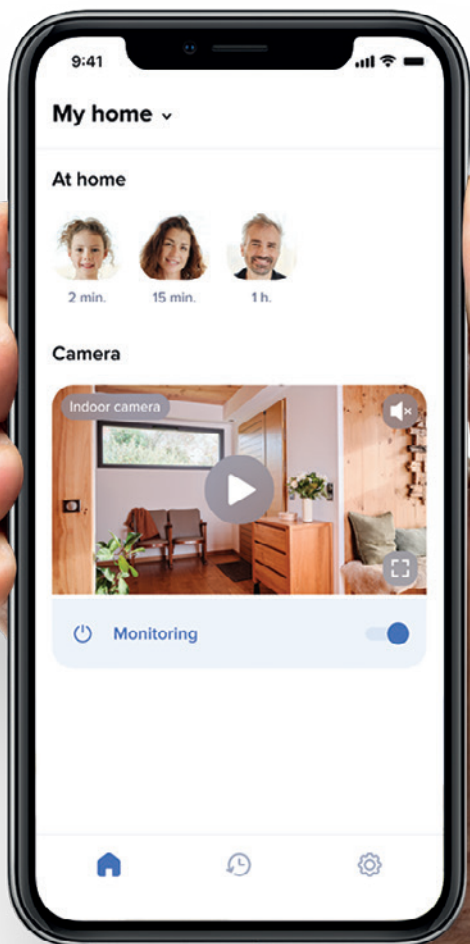 9:41
My home
At home
2 min.
15 min.
1 h.
Camera
Indoor camera
Monitoring